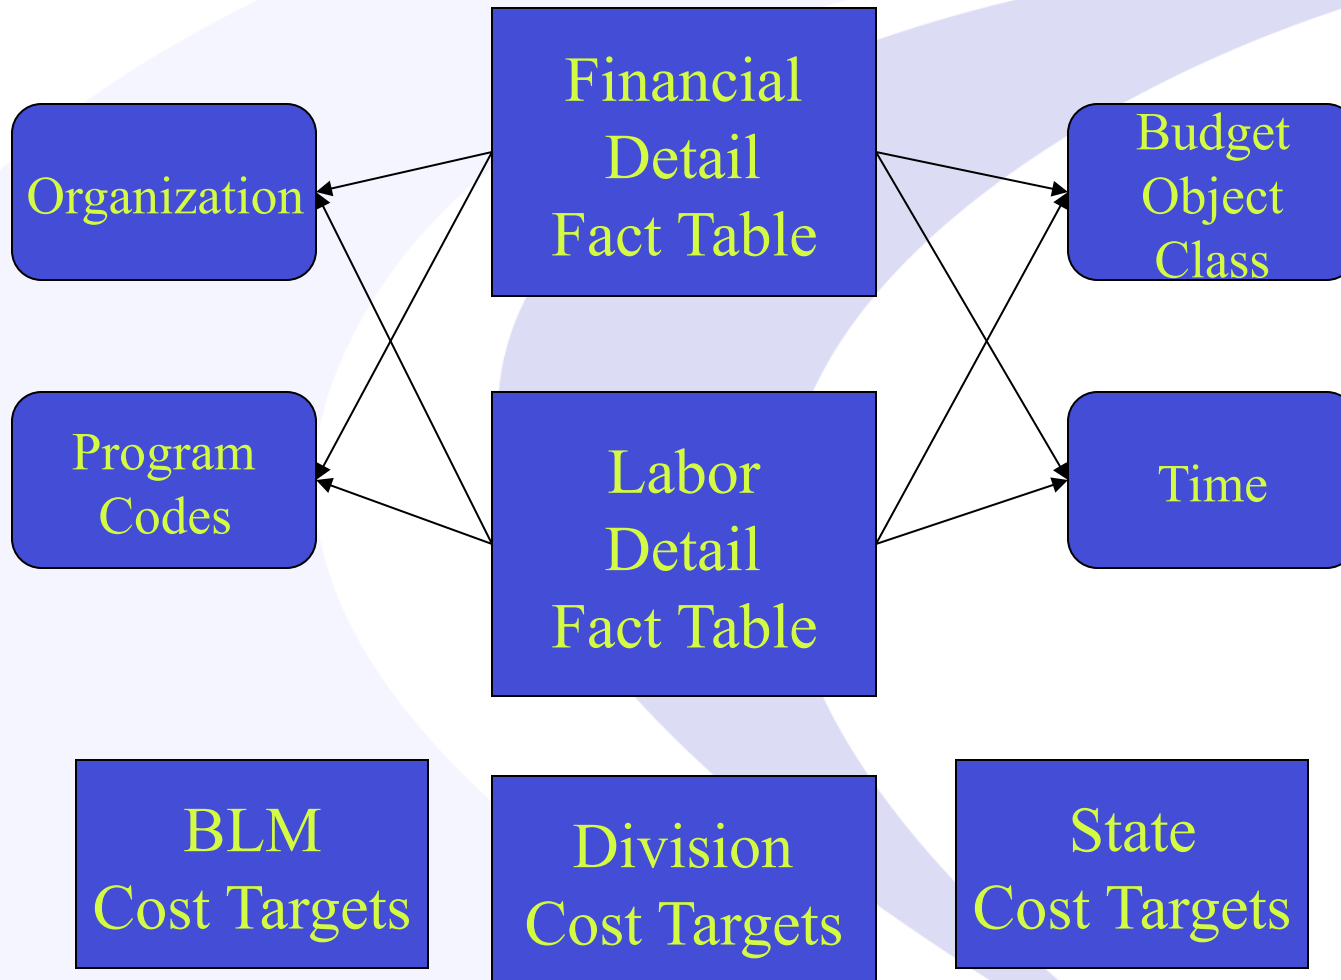 Financial
Detail
Fact Table
Organization
Budget
Object
Class
Program
Codes
Labor
Detail
Fact Table
Time
BLM
Cost Targets
Division
Cost Targets
State
Cost Targets